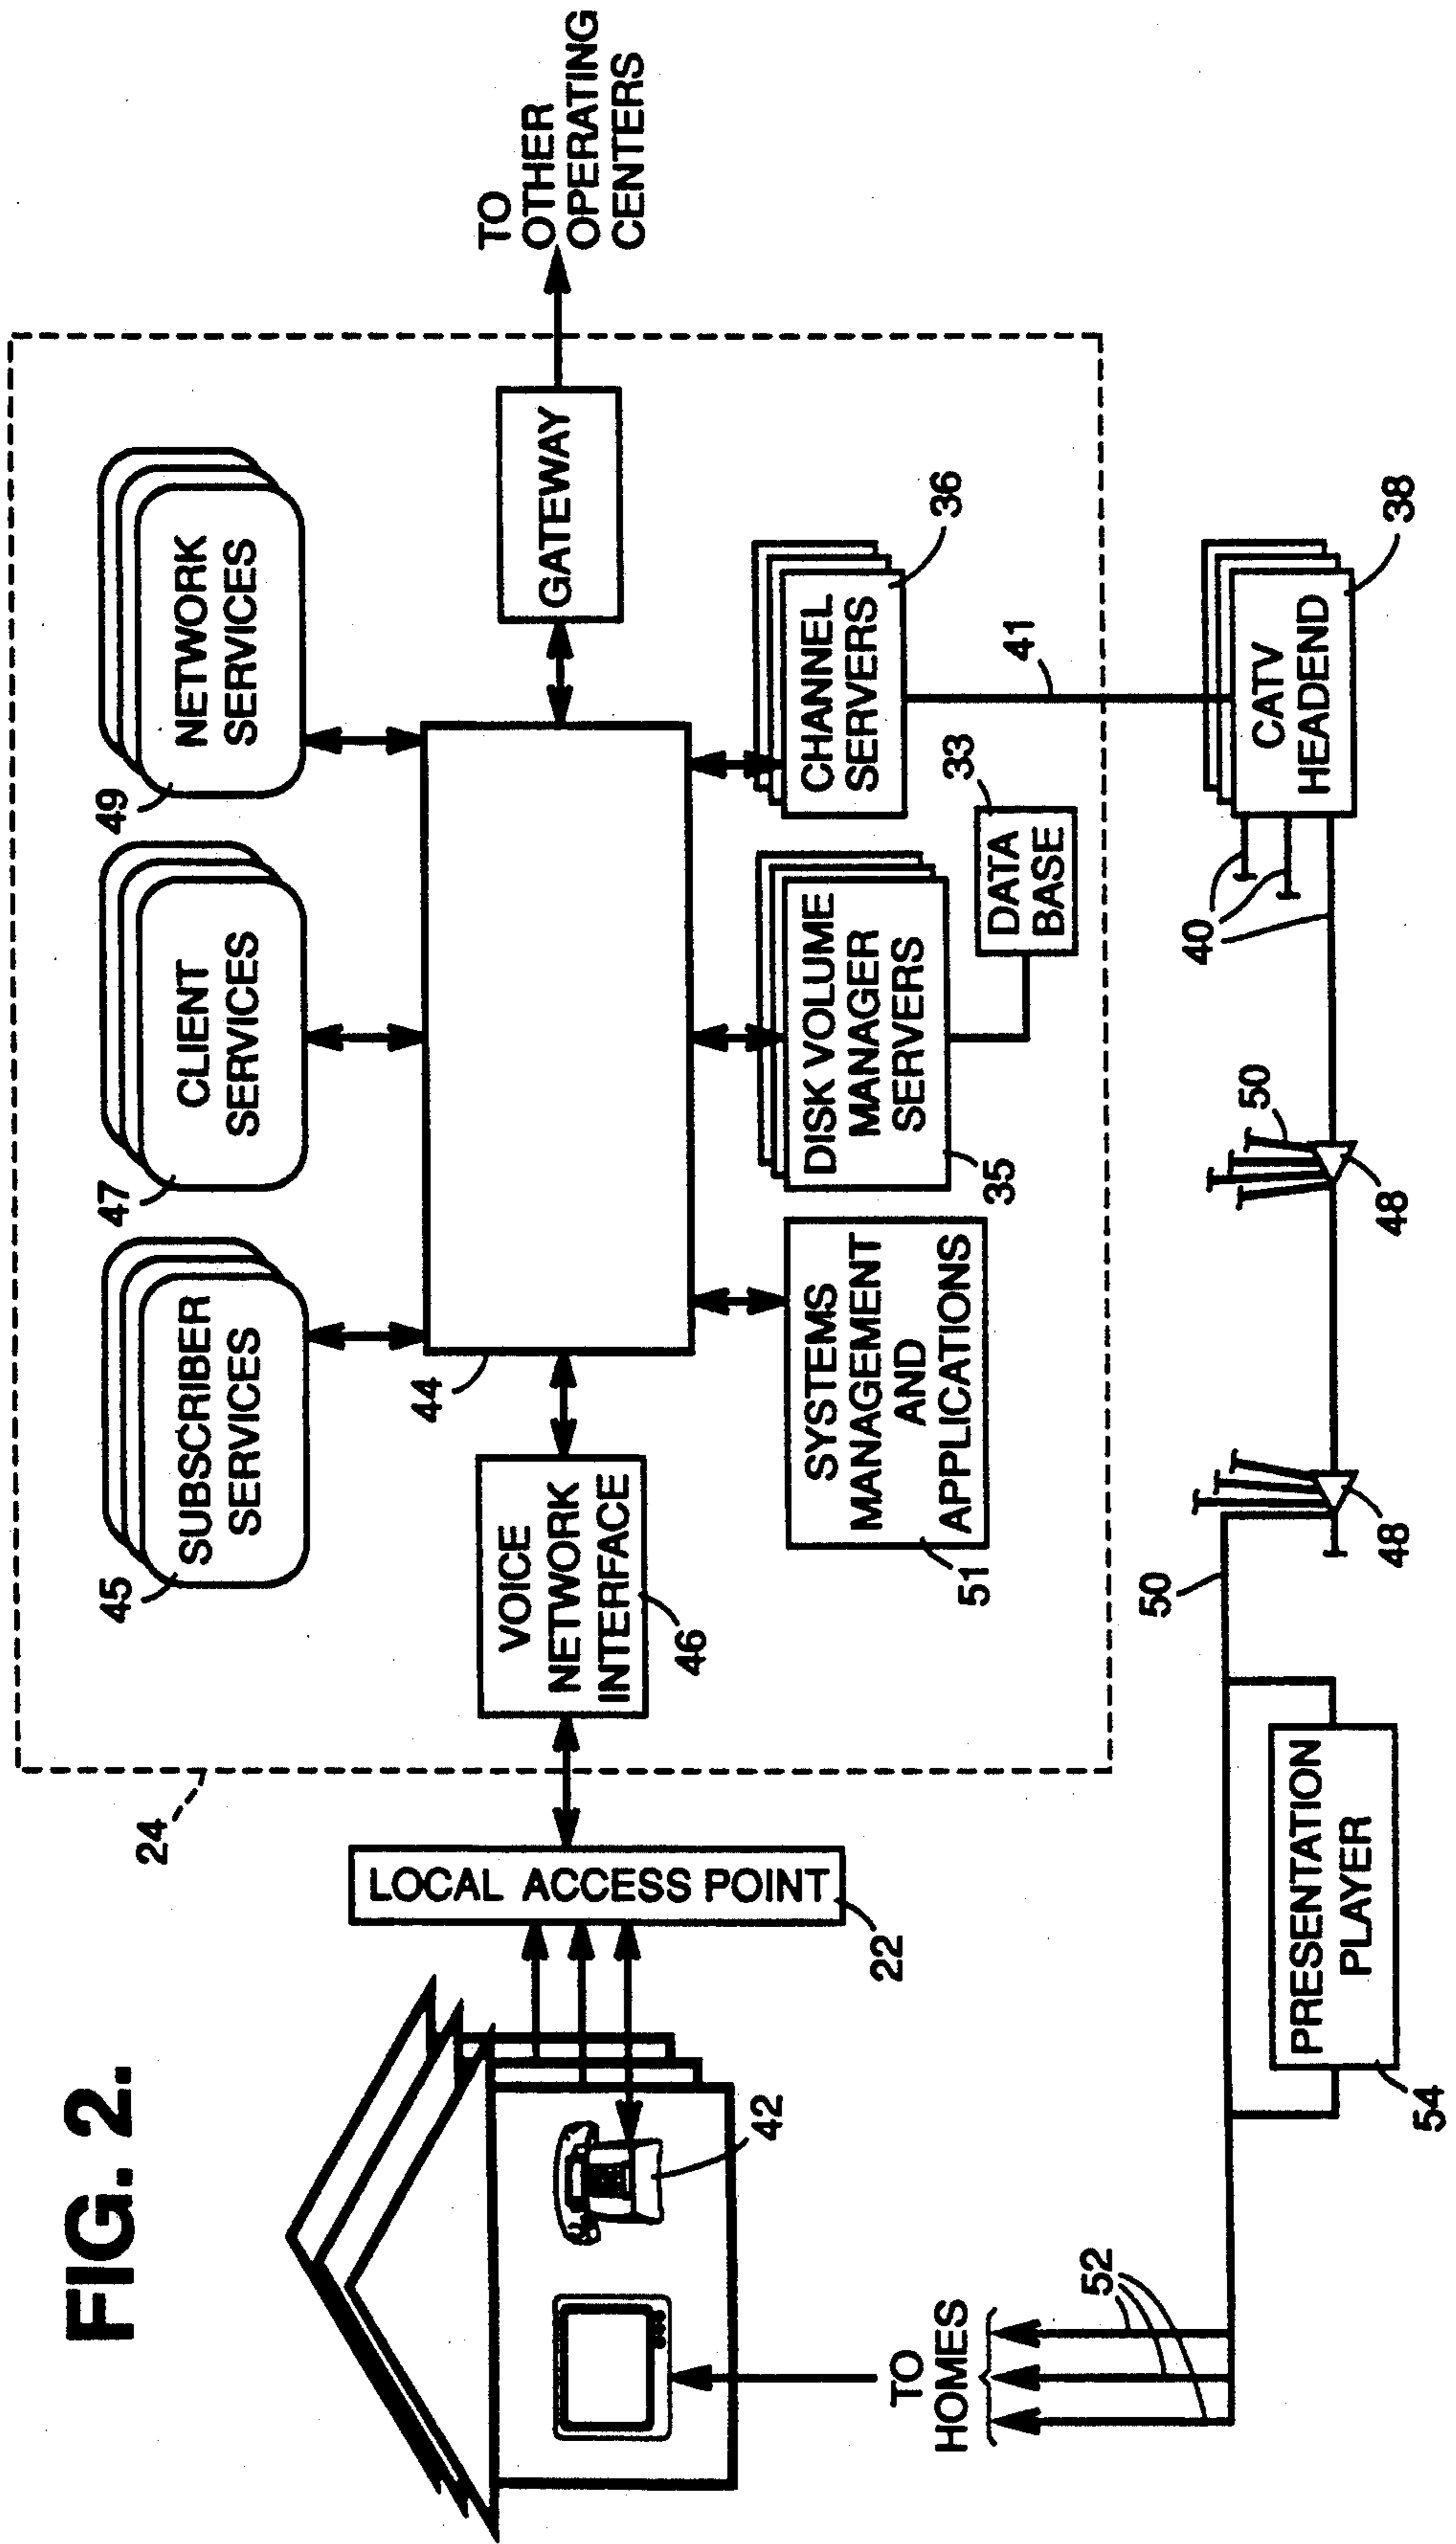 FIG. 2.
24
45
SUBSCRIBER
SERVICES
47
CLIENT
SERVICES
49
NETWORK
SERVICES
LOCAL ACCESS POINT
22
VOICE
NETWORK
INTERFACE
46
44
GATEWAY
TO
OTHER
OPERATING
CENTERS
42
SYSTEMS
MANAGEMENT
AND
APPLICATIONS
51
DISK VOLUME
MANAGER
SERVERS
35
DATA
BASE
33
CHANNEL
SERVERS
36
41
TO
HOMES
52
50
50
40
CATV
HEADEND
38
48
48
PRESENTATION
PLAYER
54